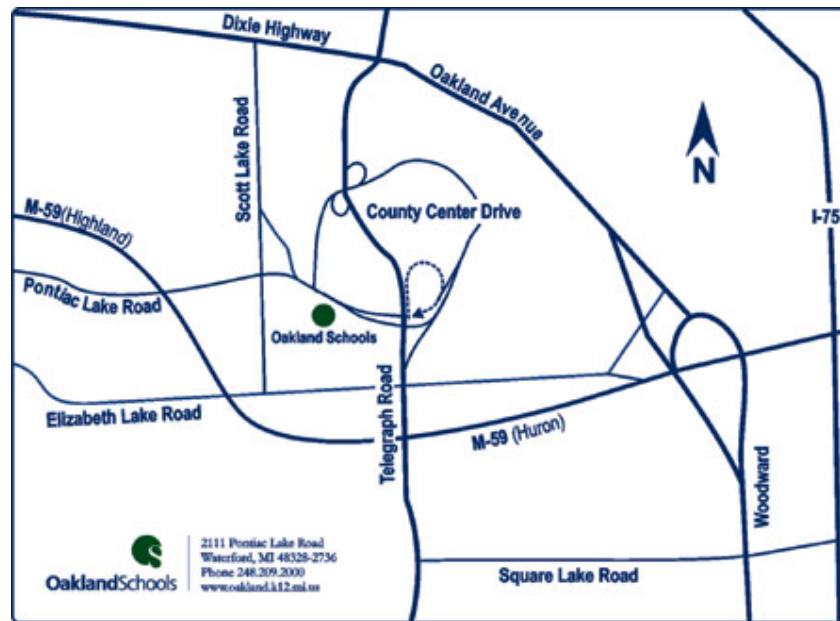 Dixie Highway
Oakland Avenue
Scott Lake Road
N
M-59(Highland)
County Center Drive
I-75
Pontiac Lake Road
Oakland Schools
Elizabeth Lake Road
Telegraph Road
M-59 (Huron)
Woodward
Square Lake Road
OaklandSchools
2111 Pontiac Lake Road
Waterford, MI 48328-2736
Phone 248.209.2000
www.oakland.k12.mi.us